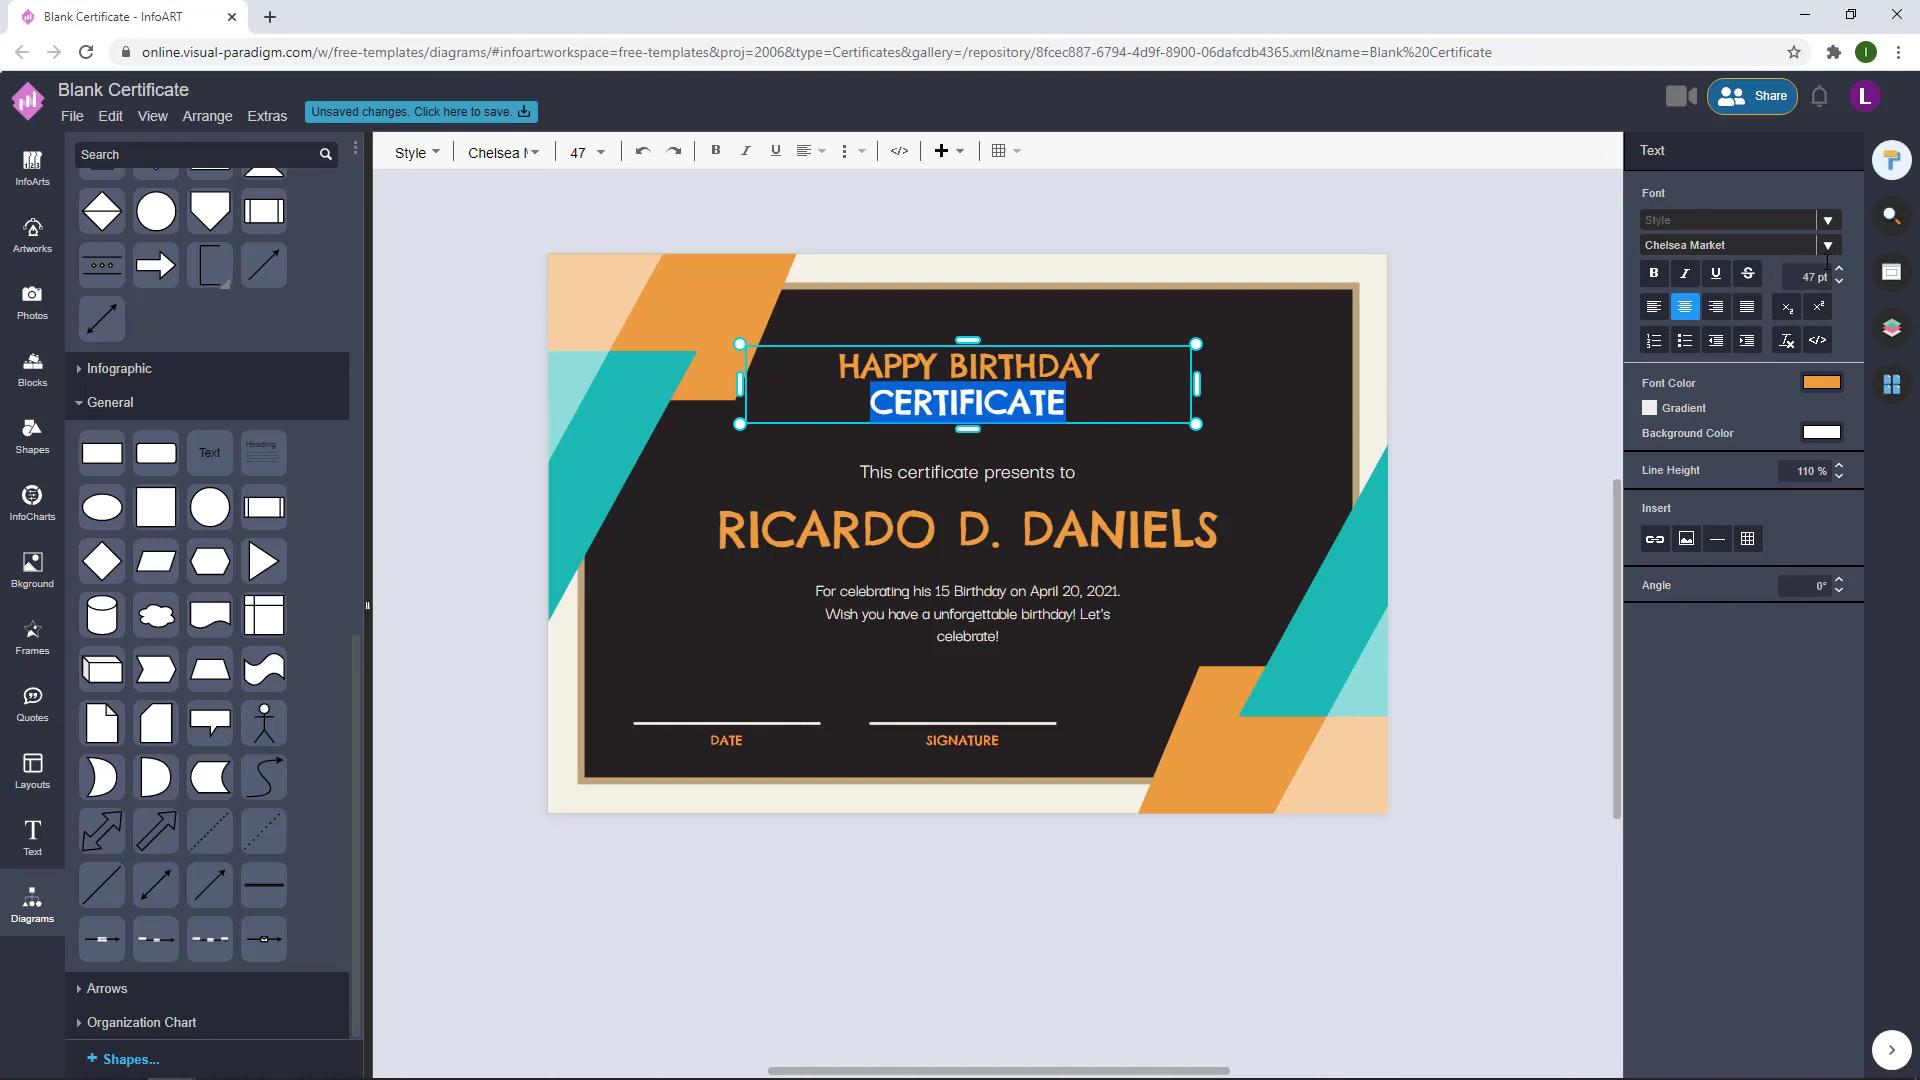 Blank Certificate - InfoART
online.visual-paradigm.com/w/free-templates/diagrams/#infoart:workspace=free-templates&proj=2006&type=Certificates&gallery=/repository/8fcec887-6794-4d9f-8900-06dafcdb4365.xml&name=Blank%20Certificate
I
Blank Certificate
File Edit View Arrange Extras
Unsaved changes. Click here to save.
Share
L
InfoArts
Artworks
Photos
Blocks
Shapes
InfoCharts
Bkground
Frames
Quotes
Layouts
T
Text
Diagrams
Search
Infographic
General
Text
Heading
Arrows
Organization Chart
+ Shapes...
Style
Chelsea
47
B I U
HAPPY BIRTHDAY
CERTIFICATE
This certificate presents to
RICARDO D. DANIELS
For celebrating his 15 Birthday on April 20, 2021.
Wish you have a unforgettable birthday! Let's
celebrate!
DATE
SIGNATURE
Text
Font
Style
Chelsea Market
B I U S
47 pt
Font Color
Gradient
Background Color
Line Height
110 %
Insert
Angle
0°